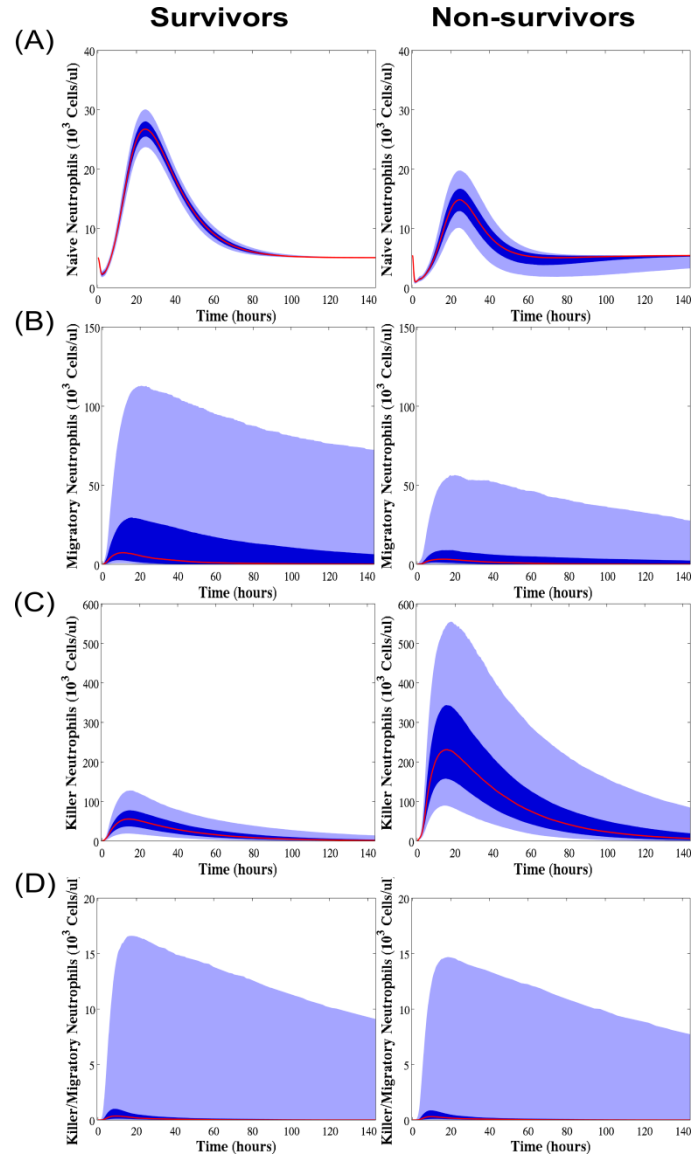 Survivors Non-survivors
(A)
Naive Neutrophils (10³ Cells/ul)
40
30
20
10
0
0 20 40 60 80 100 120 140
Time (hours)
Naive Neutrophils (10³ Cells/ul)
40
30
20
10
0
0 20 40 60 80 100 120 140
Time (hours)
(B)
Migratory Neutrophils (10³ Cells/ul)
150
100
50
0
0 20 40 60 80 100 120 140
Time (hours)
Migratory Neutrophils (10³ Cells/ul)
150
100
50
0
0 20 40 60 80 100 120 140
Time (hours)
(C)
Killer Neutrophils (10³ Cells/ul)
600
500
400
300
200
100
0
0 20 40 60 80 100 120 140
Time (hours)
Killer Neutrophils (10³ Cells/ul)
600
500
400
300
200
100
0
0 20 40 60 80 100 120 140
Time (hours)
(D)
Killer/Migratory Neutrophils (10³ Cells/ul)
20
15
10
5
0
0 20 40 60 80 100 120 140
Time (hours)
Killer/Migratory Neutrophils (10³ Cells/ul)
20
15
10
5
0
0 20 40 60 80 100 120 140
Time (hours)